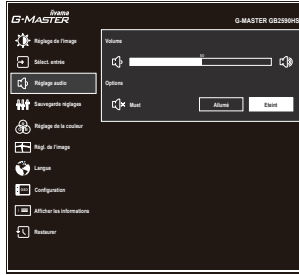 iiyama
G-MASTER
G-MASTER GB2590HS
Réglage de l'image
Volume
50
Sélect. entrée
Réglage audio
Options
Sauvegarde réglages
Muet
Allumé
Eteint
Réglage de la couleur
Régl. de l'image
Langue
Configuration
Afficher les informations
Restaurer